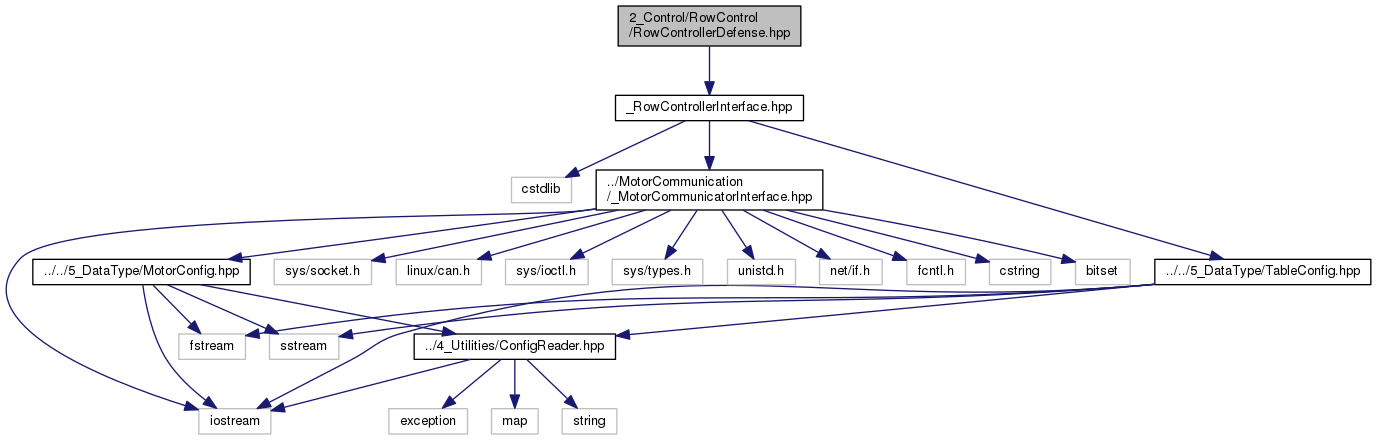 2_Control/RowControl
/RowControllerDefense.hpp
_RowControllerInterface.hpp
cstdlib
../MotorCommunication
/_MotorCommunicatorInterface.hpp
../../5_DataType/MotorConfig.hpp
sys/socket.h
linux/can.h
sys/ioctl.h
sys/types.h
unistd.h
net/if.h
fcntl.h
cstring
bitset
../../5_DataType/TableConfig.hpp
fstream
sstream
../4_Utilities/ConfigReader.hpp
iostream
exception
map
string